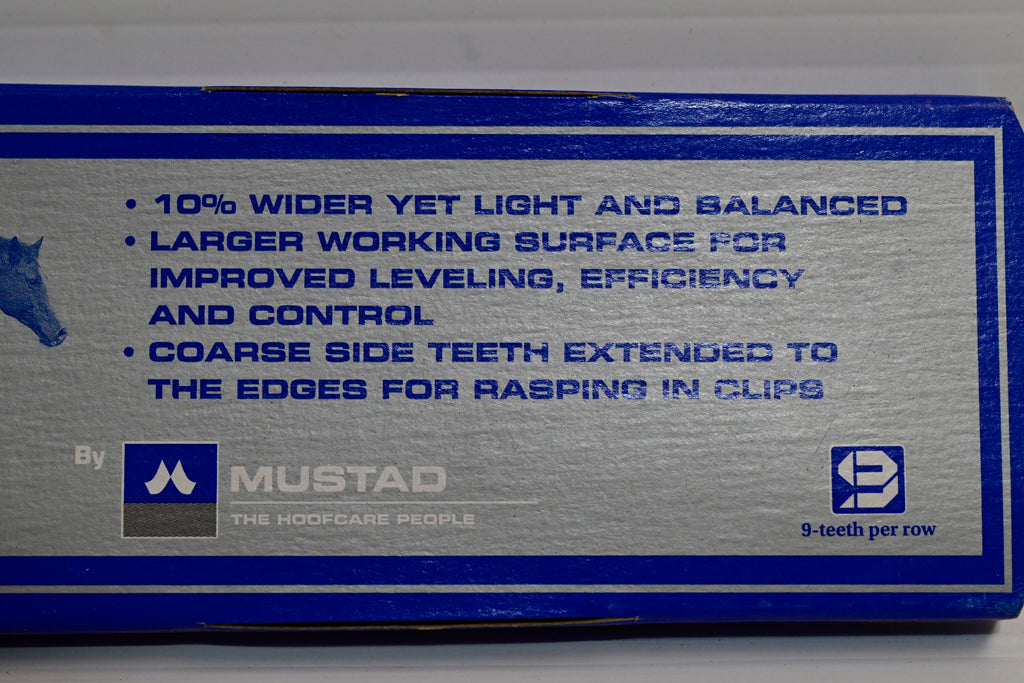 • 10% WIDER YET LIGHT AND BALANCED
• LARGER WORKING SURFACE FOR
IMPROVED LEVELING, EFFICIENCY
AND CONTROL
• COARSE SIDE TEETH EXTENDED TO
THE EDGES FOR RASPING IN CLIPS
By
MUSTAD
THE HOOFCARE PEOPLE
9
9-teeth per row